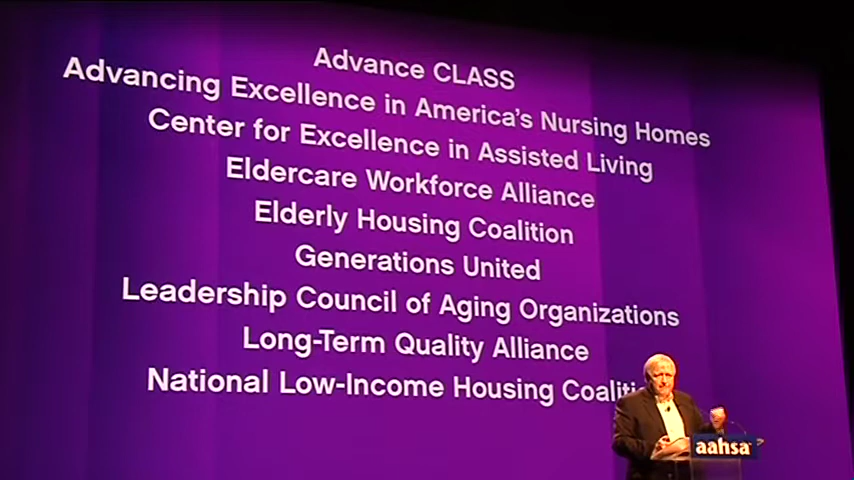 Advance CLASS
Advancing Excellence in America's Nursing Homes
Center for Excellence in Assisted Living
Eldercare Workforce Alliance
Elderly Housing Coalition
Generations United
Leadership Council of Aging Organizations
Long-Term Quality Alliance
National Low-Income Housing Coaliti
aahsa